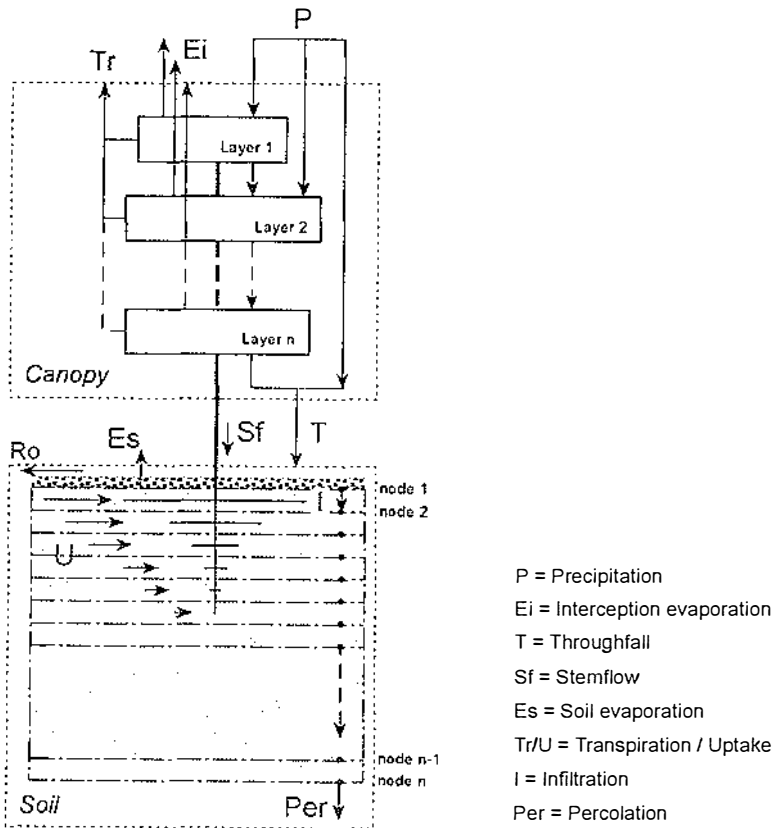 P
Tr
Ei
Layer 1
Layer 2
Layer n
Canopy
Sf
T
Ro
Es
node 1
I
node 2
U
node n-1
node n
Soil
Per
P = Precipitation
Ei = Interception evaporation
T = Throughfall
Sf = Stemflow
Es = Soil evaporation
Tr/U = Transpiration / Uptake
I = Infiltration
Per = Percolation